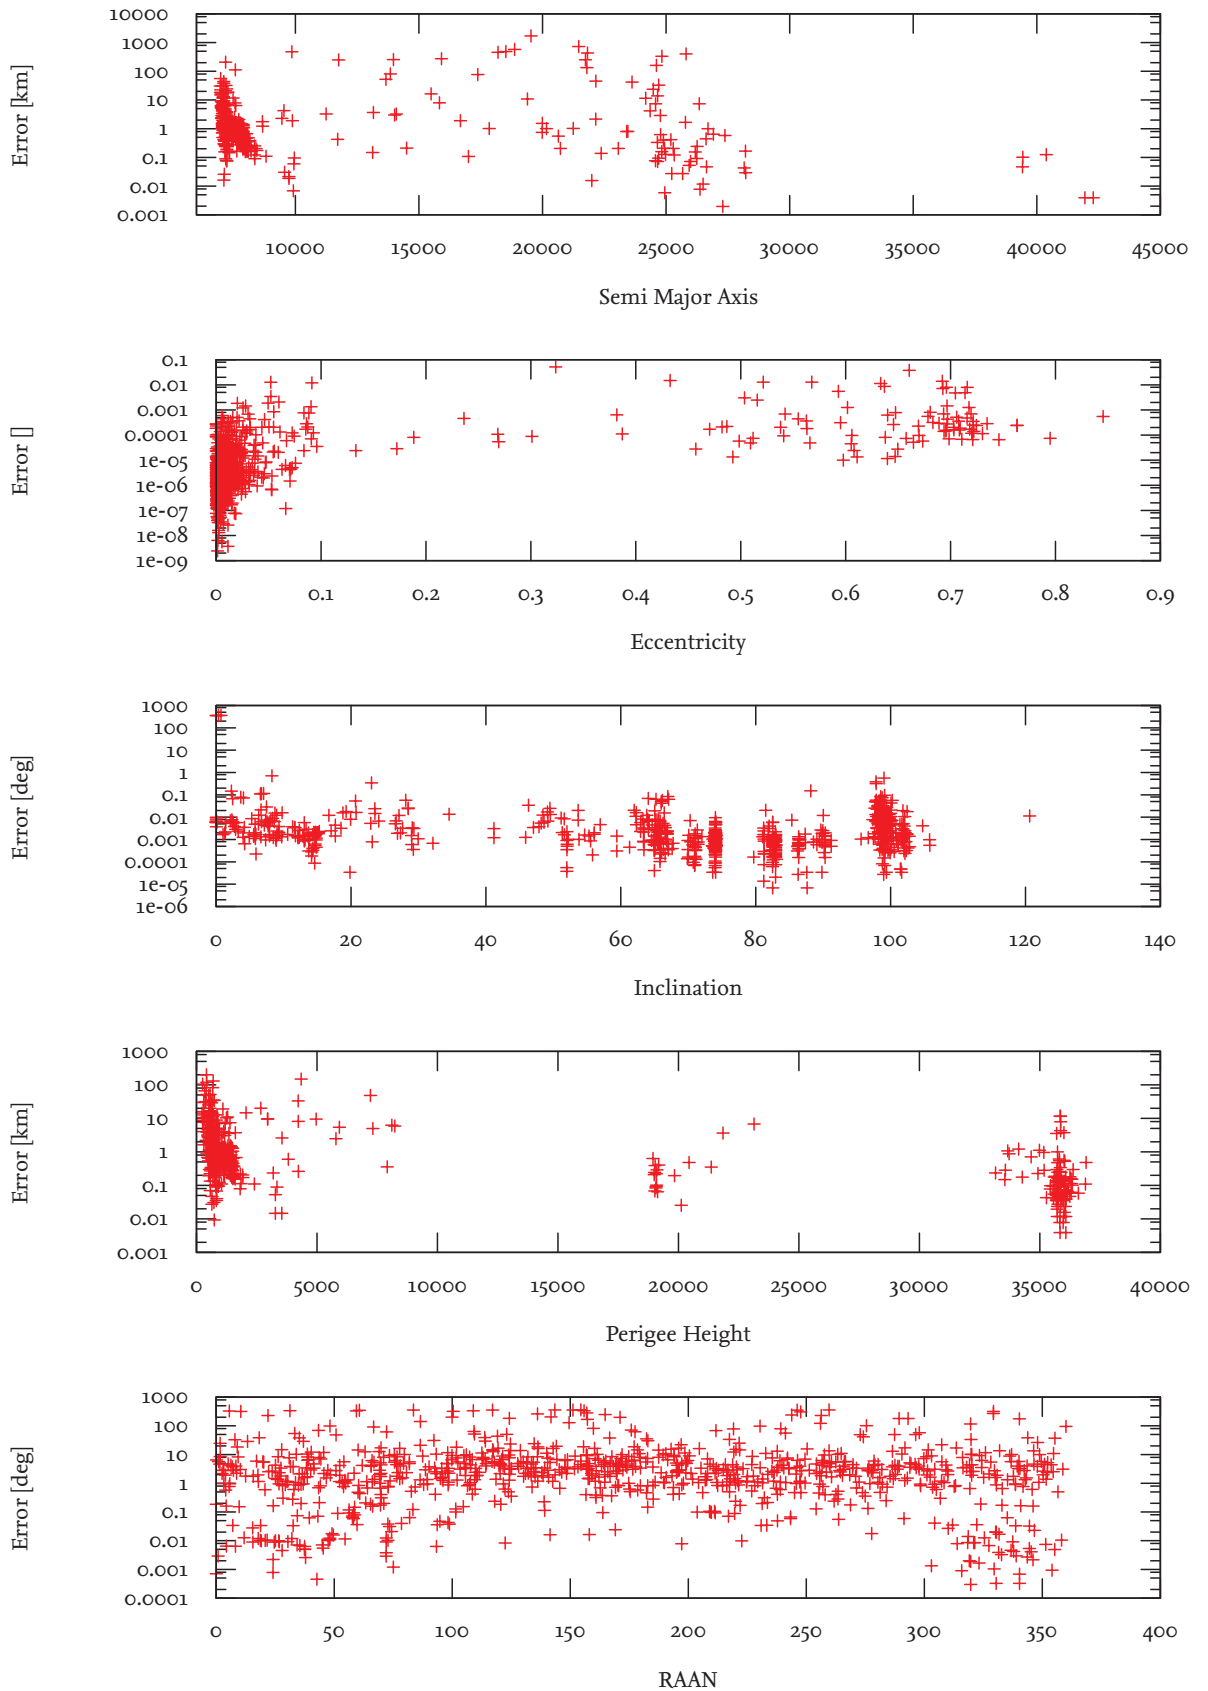 10000
1000
100
10
1
0.1
0.01
0.001
Error [km]
10000 15000 20000 25000 30000 35000 40000 45000
Semi Major Axis
0.1
0.01
0.001
0.0001
1e-05
1e-06
1e-07
1e-08
1e-09
Error []
0 0.1 0.2 0.3 0.4 0.5 0.6 0.7 0.8 0.9
Eccentricity
1000
100
10
1
0.1
0.01
0.001
0.0001
1e-05
1e-06
Error [deg]
0 20 40 60 80 100 120 140
Inclination
1000
100
10
1
0.1
0.01
0.001
Error [km]
0 5000 10000 15000 20000 25000 30000 35000 40000
Perigee Height
1000
100
10
1
0.1
0.01
0.001
0.0001
Error [deg]
0 50 100 150 200 250 300 350 400
RAAN